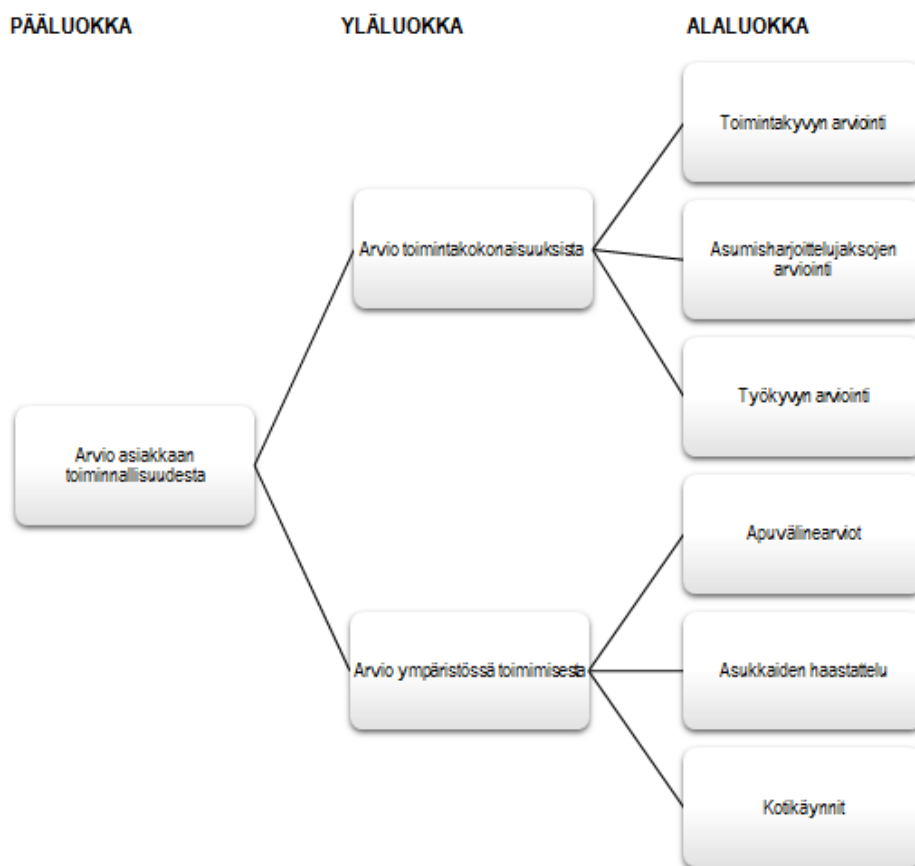 PÄÄLUOKKA
YLÄLUOKKA
ALALUOKKA
Toimintakyvyn arviointi
Arvio toimintakokonaisuuksista
Asumisharjoittelujaksojen
arviointi
Työkyvyn arviointi
Arvio asiakkaan
toiminnallisuudesta
Apuvälinearviot
Arvio ympäristössä toimimisesta
Asukkaiden haastattelu
Kotikäynnit